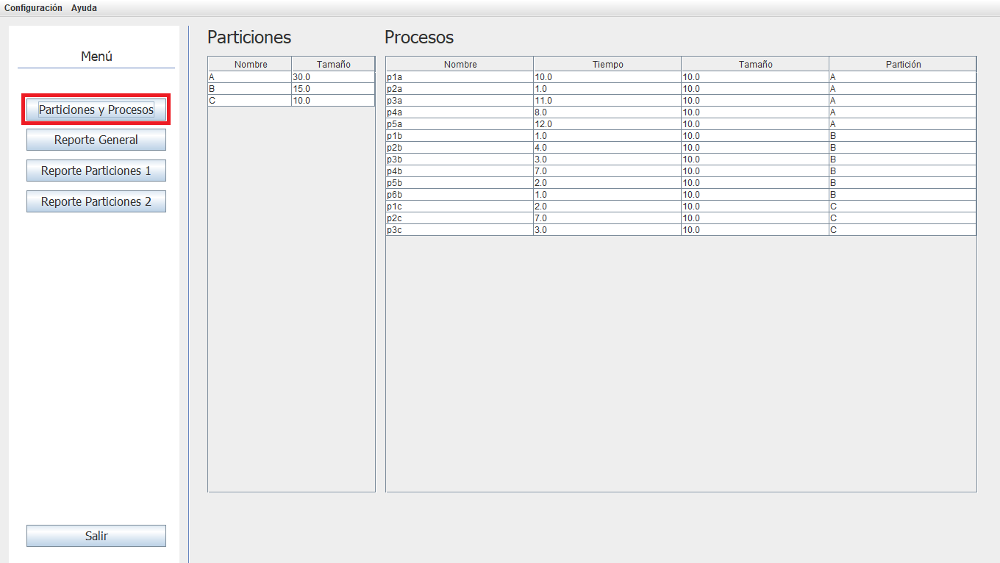 Configuración Ayuda
Menú
Particiones y Procesos
Reporte General
Reporte Particiones 1
Reporte Particiones 2
Salir
Particiones
Nombre Tamaño
A 30.0
B 15.0
C 10.0
Procesos
Nombre Tiempo Tamaño Partición
p1a 10.0 10.0 A
p2a 1.0 10.0 A
p3a 11.0 10.0 A
p4a 8.0 10.0 A
p5a 12.0 10.0 A
p1b 1.0 10.0 B
p2b 4.0 10.0 B
p3b 3.0 10.0 B
p4b 7.0 10.0 B
p5b 2.0 10.0 B
p6b 1.0 10.0 B
p1c 2.0 10.0 C
p2c 7.0 10.0 C
p3c 3.0 10.0 C